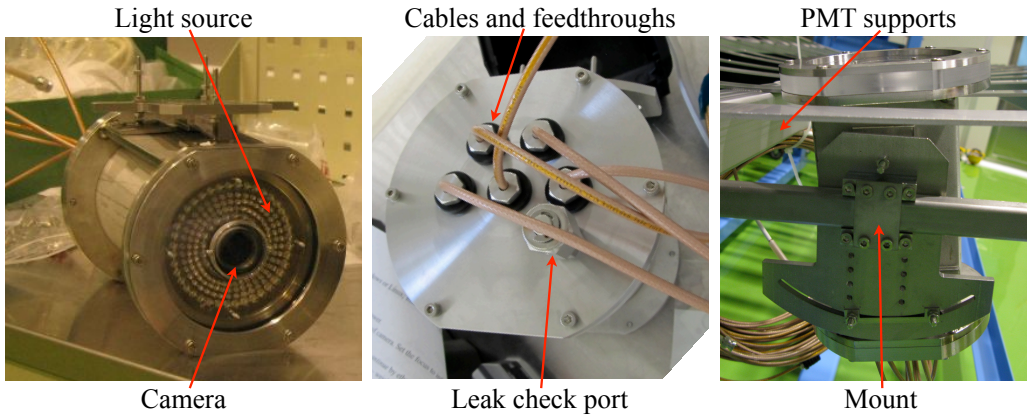 Light source
Cables and feedthroughs
PMT supports
Camera
Leak check port
Mount